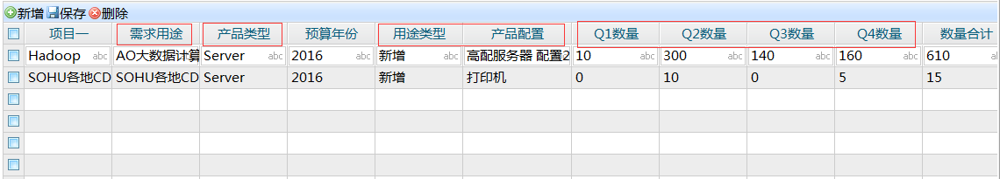 新增 保存 删除
项目一 需求用途 产品类型 预算年份 用途类型 产品配置 Q1数量 Q2数量 Q3数量 Q4数量 数量合计
Hadoop abc AO大数据计算 Server abc 2016 abc 新增 abc 高配服务器 配置2 10 abc 300 abc 140 abc 160 abc 610 ab
SOHU各地CD SOHU各地CD Server 2016 新增 打印机 0 10 0 5 15